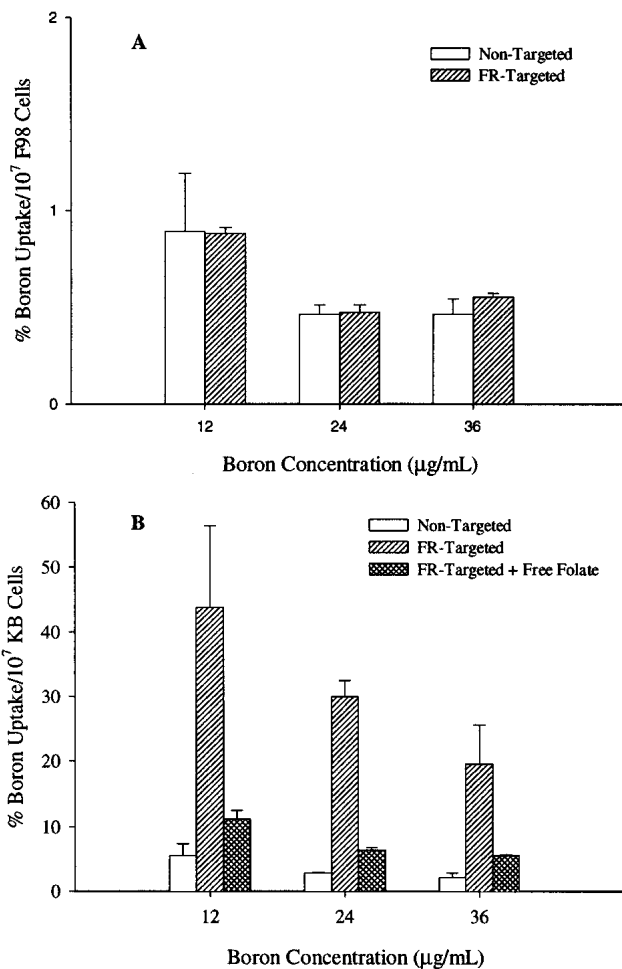 2
A
Non-Targeted
FR-Targeted
% Boron Uptake/10⁷ F98 Cells
1
0
12 24 36
Boron Concentration (µg/mL)
60
B
Non-Targeted
FR-Targeted
FR-Targeted + Free Folate
50
% Boron Uptake/10⁷ KB Cells
40
30
20
10
0
12 24 36
Boron Concentration (µg/mL)